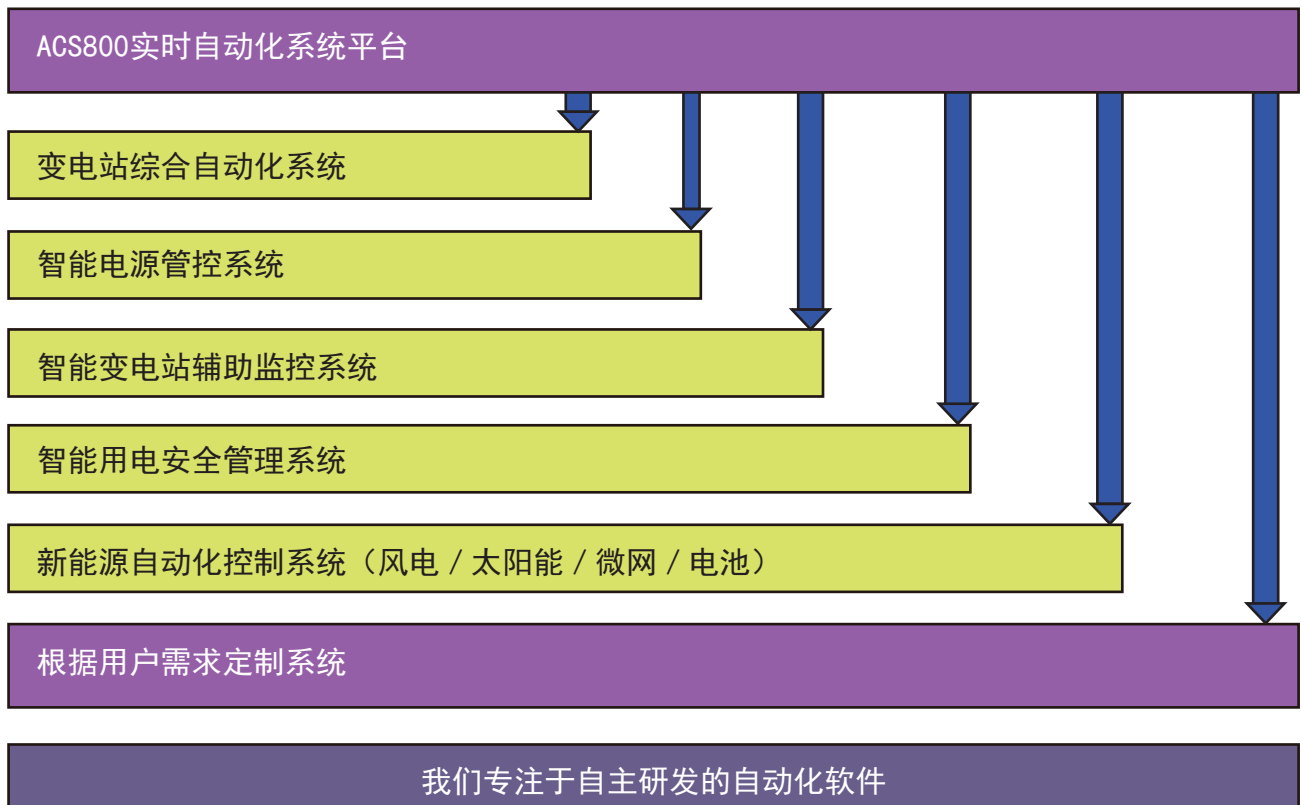 ACS800实时自动化系统平台
变电站综合自动化系统
智能电源管控系统
智能变电站辅助监控系统
智能用电安全管理系统
新能源自动化控制系统（风电 / 太阳能 / 微网 / 电池）
根据用户需求定制系统
我们专注于自主研发的自动化软件